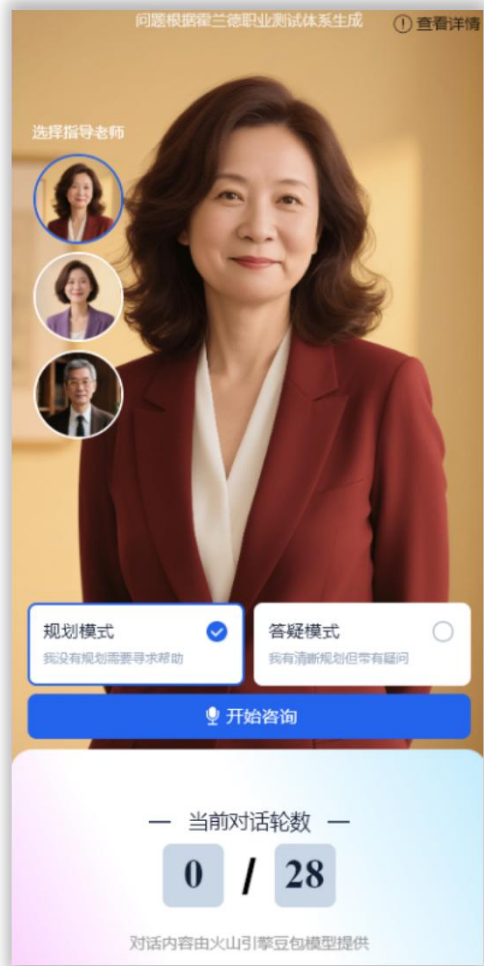 问题根据霍兰德职业测试体系生成
查看详情
选择指导老师
规划模式
我没有规划需要寻求帮助
答疑模式
我有清晰规划但带有疑问
开始咨询
— 当前对话轮数 —
0 / 28
对话内容由火山引擎豆包模型提供